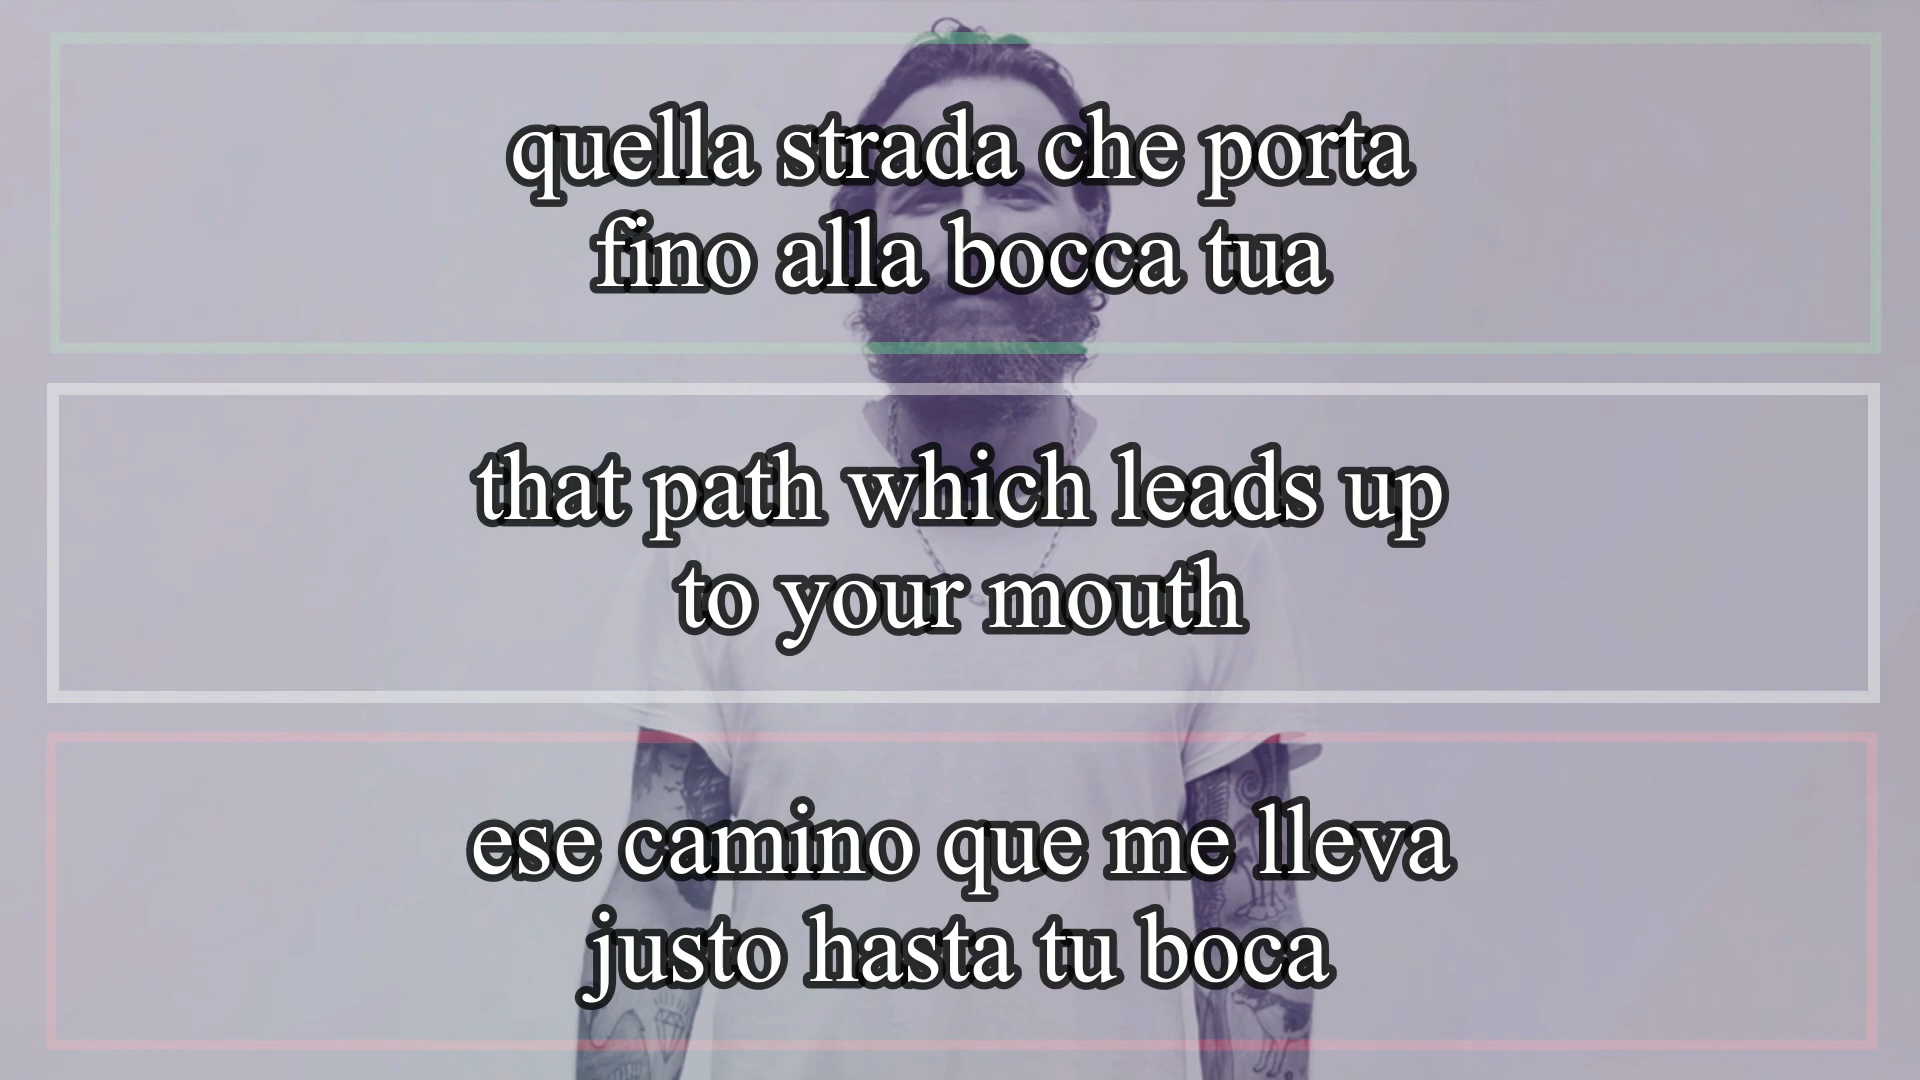 quella strada che porta
fino alla bocca tua
that path which leads up
to your mouth
ese camino que me lleva
justo hasta tu boca